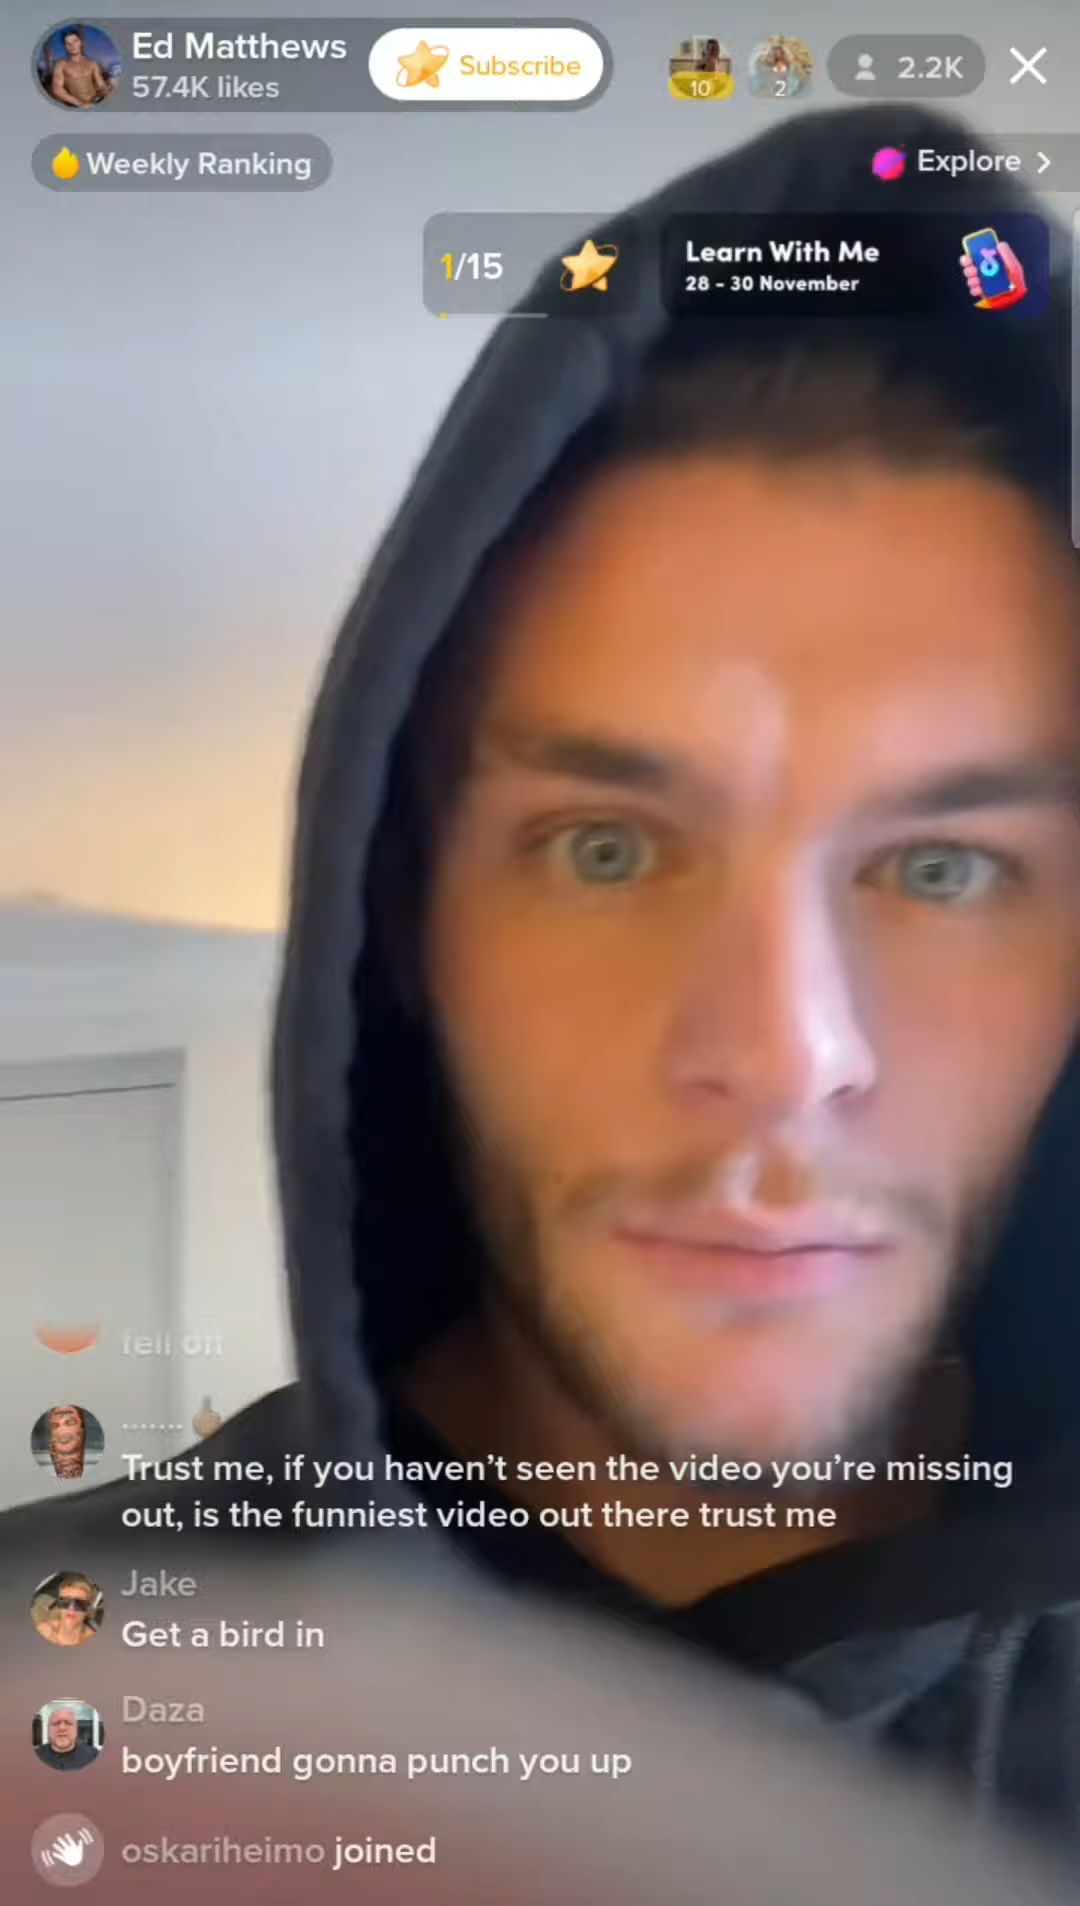 Ed Matthews
57.4K likes
Subscribe
10
2
2.2K
Weekly Ranking
Explore
1/15
Learn With Me
28 - 30 November
fell off
.......
Trust me, if you haven’t seen the video you’re missing
out, is the funniest video out there trust me
Jake
Get a bird in
Daza
boyfriend gonna punch you up
oskariheimo joined